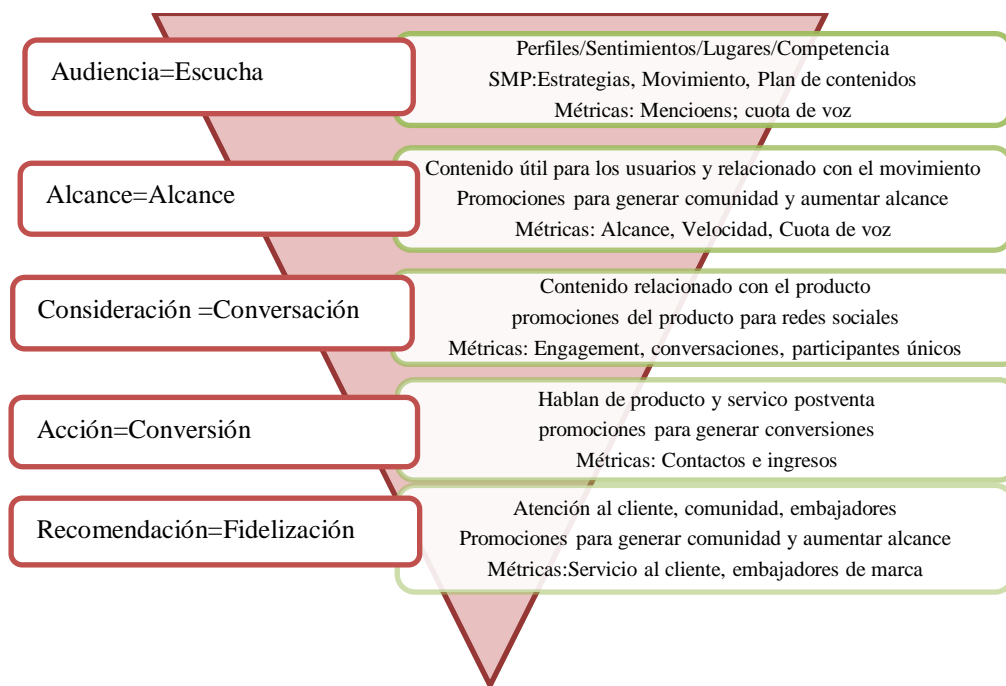 Audiencia=Escucha
Perfiles/Sentimientos/Lugares/Competencia
SMP:Estrategias, Movimiento, Plan de contenidos
Métricas: Mencioens; cuota de voz
Alcance=Alcance
Contenido útil para los usuarios y relacionado con el movimiento
Promociones para generar comunidad y aumentar alcance
Métricas: Alcance, Velocidad, Cuota de voz
Consideración =Conversación
Contenido relacionado con el producto
promociones del producto para redes sociales
Métricas: Engagement, conversaciones, participantes únicos
Acción=Conversión
Hablan de producto y servico postventa
promociones para generar conversiones
Métricas: Contactos e ingresos
Recomendación=Fidelización
Atención al cliente, comunidad, embajadores
Promociones para generar comunidad y aumentar alcance
Métricas:Servicio al cliente, embajadores de marca